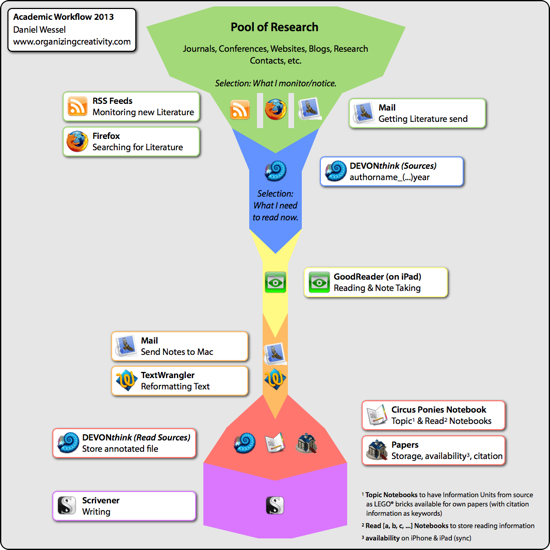 Academic Workflow 2013
Daniel Wessel
www.organizingcreativity.com
Pool of Research
Journals, Conferences, Websites, Blogs, Research
Contacts, etc.
Selection: What I monitor/notice.
RSS Feeds
Monitoring new Literature
Firefox
Searching for Literature
Mail
Getting Literature send
DEVONthink (Sources)
authorname_(...)year
Selection:
What I need
to read now.
GoodReader (on iPad)
Reading & Note Taking
Mail
Send Notes to Mac
TextWrangler
Reformatting Text
Circus Ponies Notebook
Topic¹ & Read² Notebooks
DEVONthink (Read Sources)
Store annotated file
Papers
Storage, availability³, citation
Scrivener
Writing
¹ Topic Notebooks to have Information Units from source
as LEGO® bricks available for own papers (with citation
information as keywords)
² Read [a, b, c, ...] Notebooks to store reading information
³ availability on iPhone & iPad (sync)